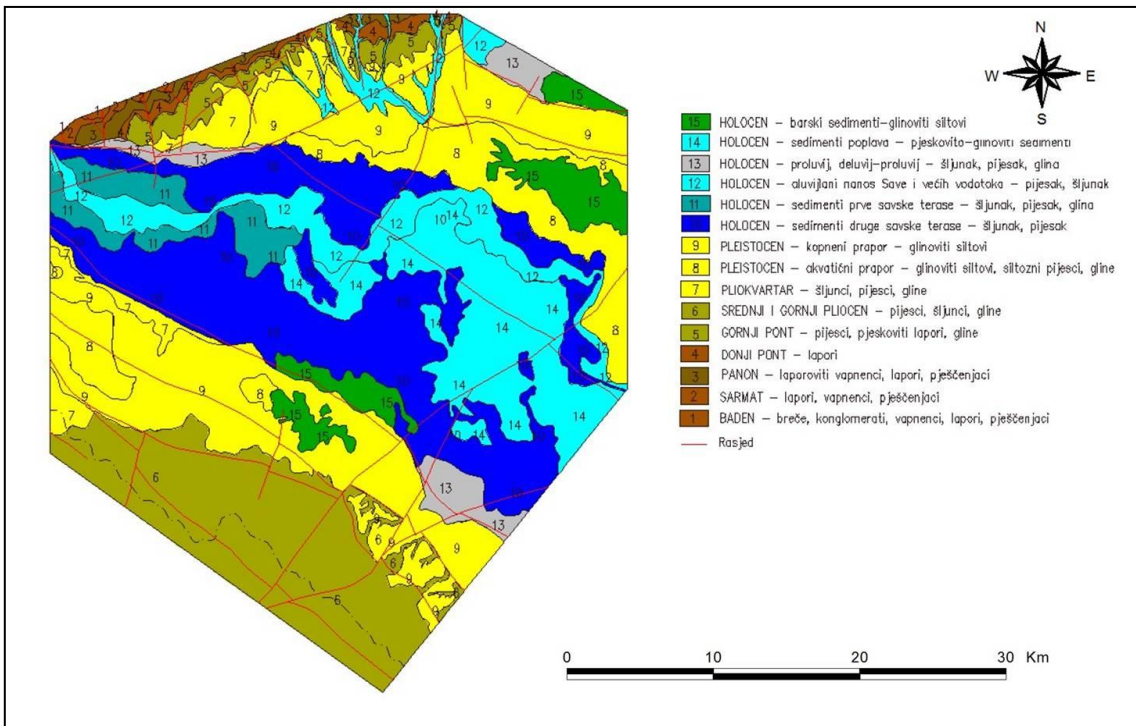 N
W E
S
15 HOLOCEN – barski sedimenti-glinoviti siltovi
14 HOLOCEN – sedimenti poplava – pjeskovito-glinoviti sedimenti
13 HOLOCEN – proluvij, deluvij-proluvij – šljunak, pijesak, glina
12 HOLOCEN – aluvijlani nanos Save i većih vodotoka – pijesak, šljunak
11 HOLOCEN – sedimenti prve savske terase – šljunak, pijesak, glina
HOLOCEN – sedimenti druge savske terase – šljunak, pijesak
9 PLEISTOCEN – kopneni prapor – glinoviti siltovi
8 PLEISTOCEN – akvatični prapor – glinoviti siltovi, siltozni pijesci, gline
7 PLIOKVARTAR – šljunci, pijesci, gline
6 SREDNJI I GORNJI PLIOCEN – pijesci, šljunci, gline
5 GORNJI PONT – pijesci, pjeskoviti lapori, gline
4 DONJI PONT – lapori
3 PANON – laporoviti vapnenci, lapori, pješčenjaci
2 SARMAT – lapori, vapnenci, pješčenjaci
1 BADEN – breče, konglomerati, vapnenci, lapori, pješčenjaci
Rasjed
0 10 20 30 Km